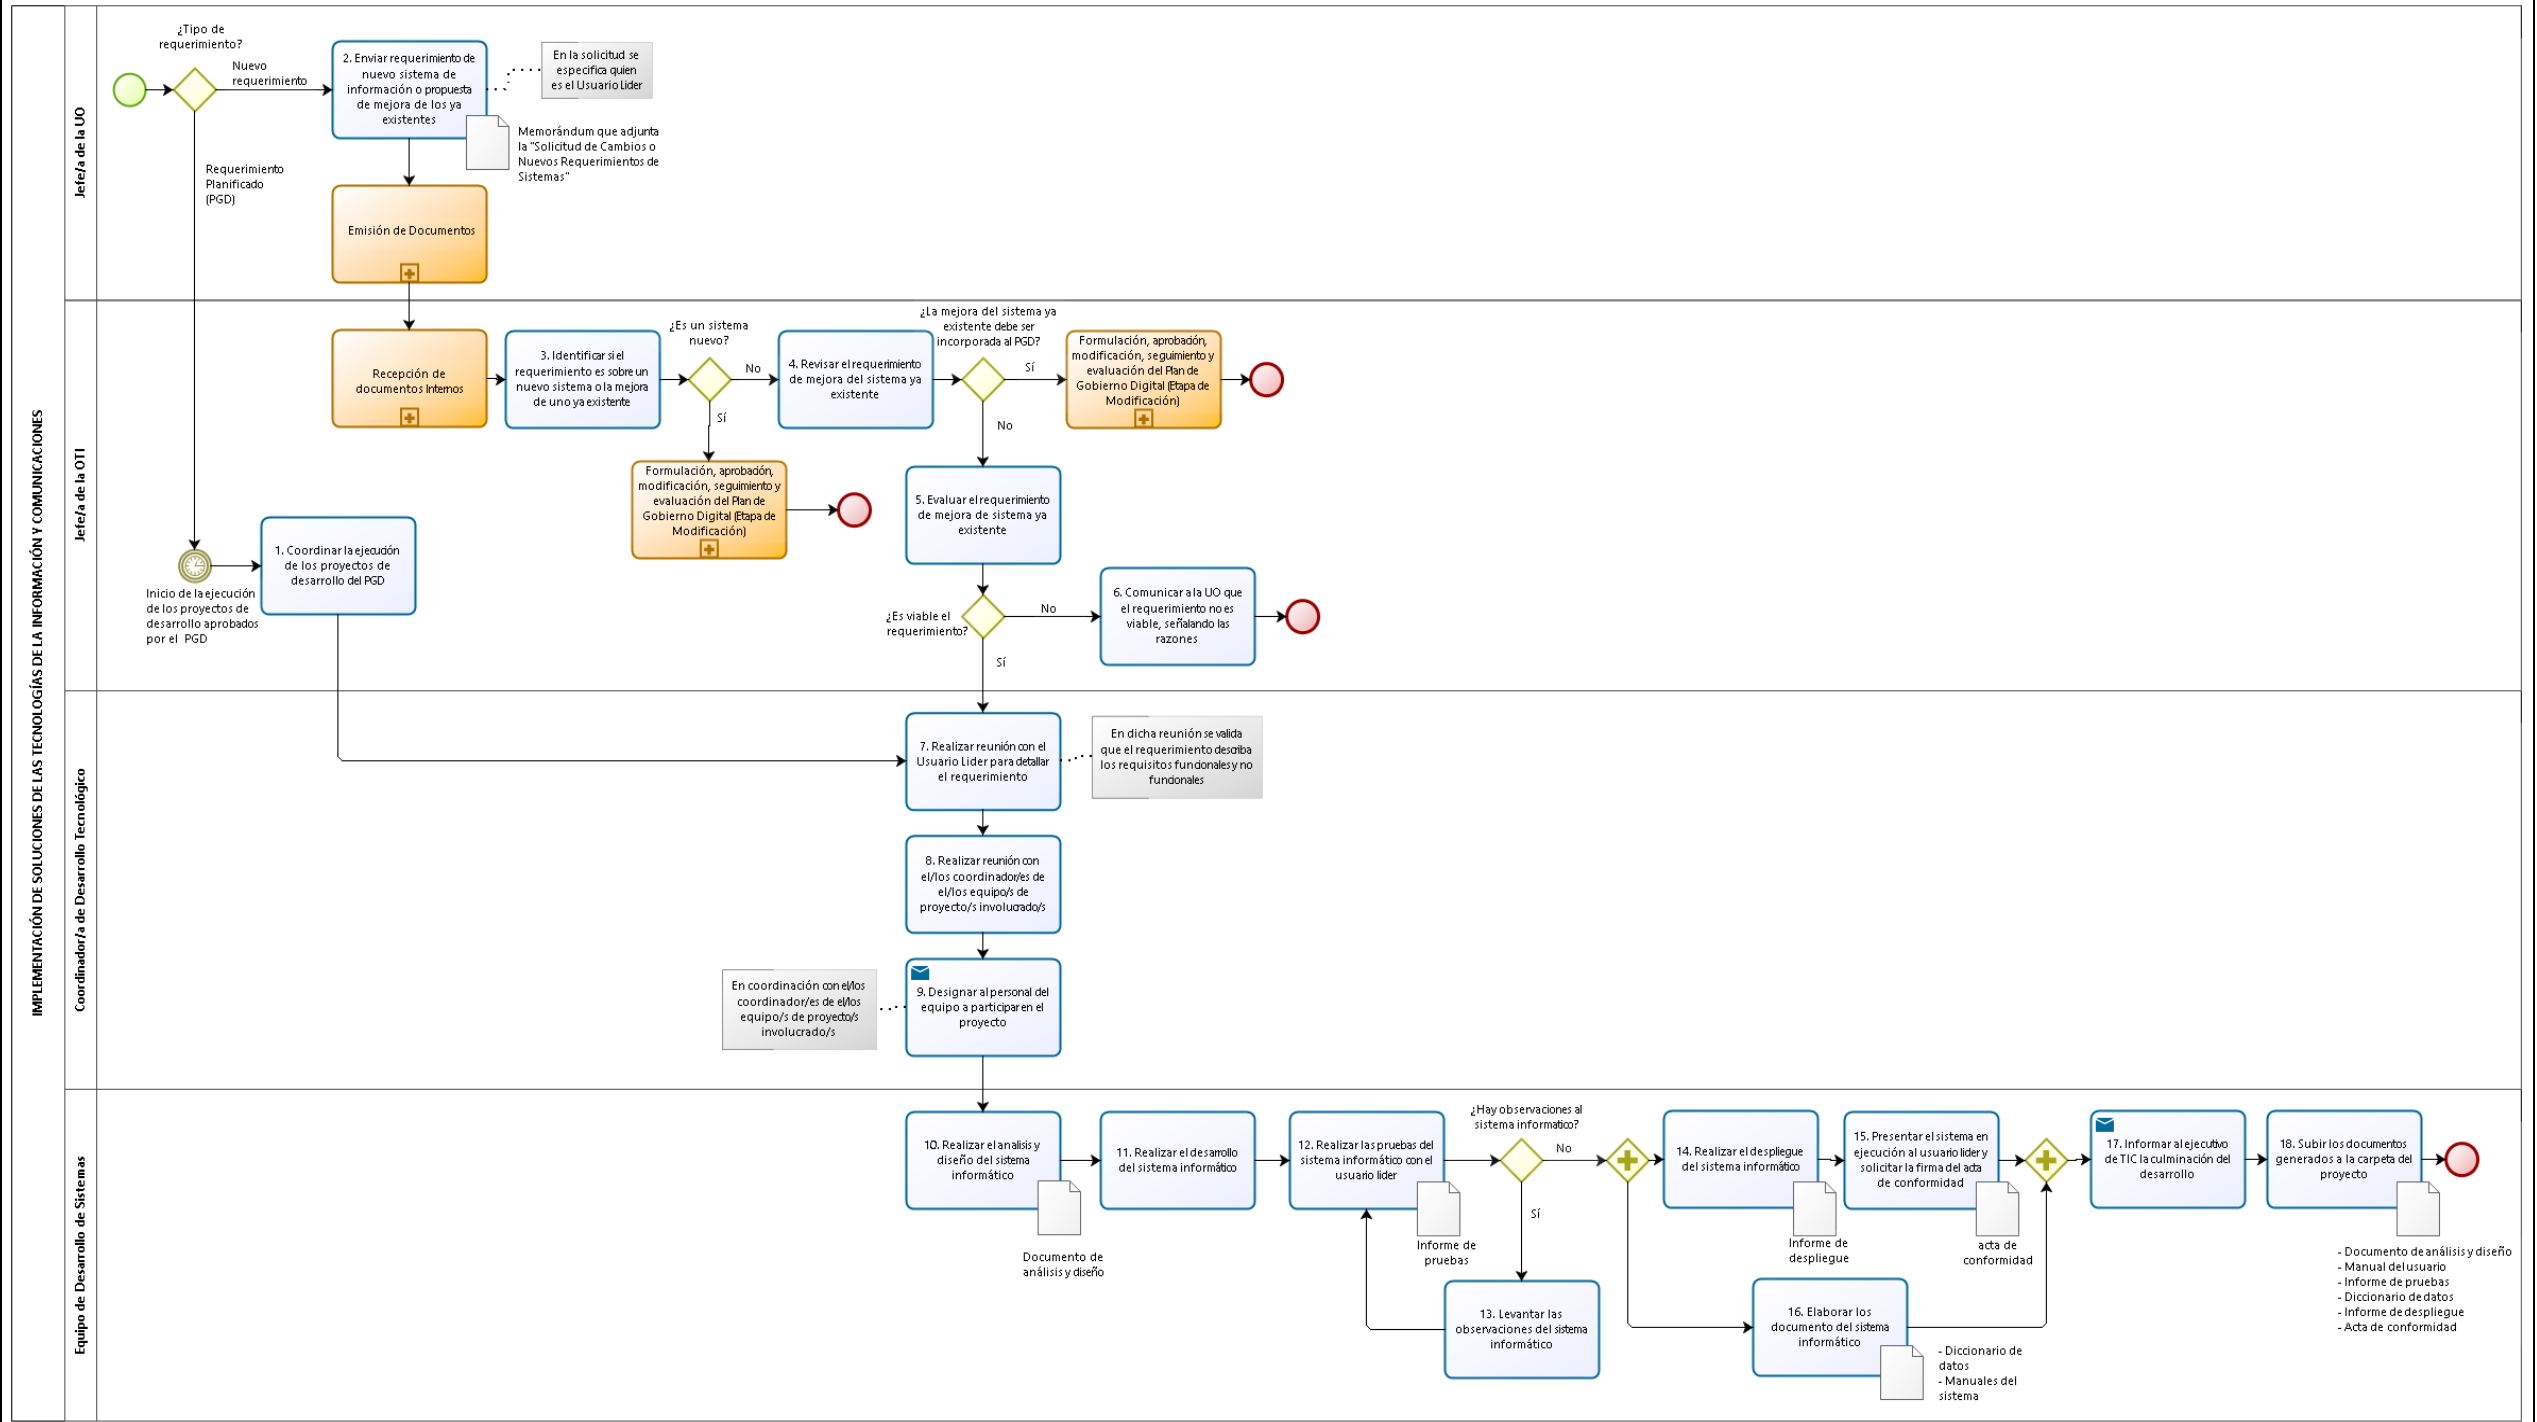 IMPLEMENTACIÓN DE SOLUCIONES DE LAS TECNOLOGÍAS DE LA INFORMACIÓN Y COMUNICACIONES
Jefe/a de la UO
¿Tipo de
requerimiento?
Nuevo
requerimiento
Requerimiento
Planificado
(PGD)
2. Enviar requerimiento de
nuevo sistema de
información o propuesta
de mejora de los ya
existentes
En la solicitud se
especifica quien
es el Usuario Lider
Memorándum que adjunta
la "Solicitud de Cambios o
Nuevos Requerimientos de
Sistemas"
Emisión de Documentos
Jefe/a de la OTI
Recepción de
documentos Internos
3. Identificar si el
requerimiento es sobre un
nuevo sistema o la mejora
de uno ya existente
¿Es un sistema
nuevo?
No
Sí
4. Revisar el requerimiento
de mejora del sistema ya
existente
¿La mejora del sistema ya
existente debe ser
incorporada al PGD?
Sí
No
Formulación, aprobación,
modificación, seguimiento y
evaluación del Plan de
Gobierno Digital (Etapa de
Modificación)
Formulación, aprobación,
modificación, seguimiento y
evaluación del Plan de
Gobierno Digital (Etapa de
Modificación)
5. Evaluar el requerimiento
de mejora de sistema ya
existente
Inicio de la ejecución
de los proyectos de
desarrollo aprobados
por el PGD
1. Coordinar la ejecución
de los proyectos de
desarrollo del PGD
¿Es viable el
requerimiento?
No
Sí
6. Comunicar a la UO que
el requerimiento no es
viable, señalando las
razones
Coordinador/a de Desarrollo Tecnológico
7. Realizar reunión con el
Usuario Lider para detallar
el requerimiento
En dicha reunión se valida
que el requerimiento describa
los requisitos funcionales y no
funcionales
8. Realizar reunión con
el/los coordinador/es de
el/los equipo/s de
proyecto/s involucrado/s
En coordinación con el/los
coordinador/es de el/los
equipo/s de proyecto/s
involucrado/s
9. Designar al personal del
equipo a participar en el
proyecto
Equipo de Desarrollo de Sistemas
10. Realizar el analisis y
diseño del sistema
informático
Documento de
análisis y diseño
11. Realizar el desarrollo
del sistema informático
12. Realizar las pruebas del
sistema informático con el
usuario lider
Informe de
pruebas
¿Hay observaciones al
sistema informatico?
No
Sí
13. Levantar las
observaciones del sistema
informático
14. Realizar el despliegue
del sistema informático
Informe de
despliegue
15. Presentar el sistema en
ejecución al usuario lider y
solicitar la firma del acta
de conformidad
acta de
conformidad
16. Elaborar los
documento del sistema
informático
- Diccionario de
datos
- Manuales del
sistema
17. Informar al ejecutivo
de TIC la culminación del
desarrollo
18. Subir los documentos
generados a la carpeta del
proyecto
- Documento de análisis y diseño
- Manual del usuario
- Informe de pruebas
- Diccionario de datos
- Informe de despliegue
- Acta de conformidad